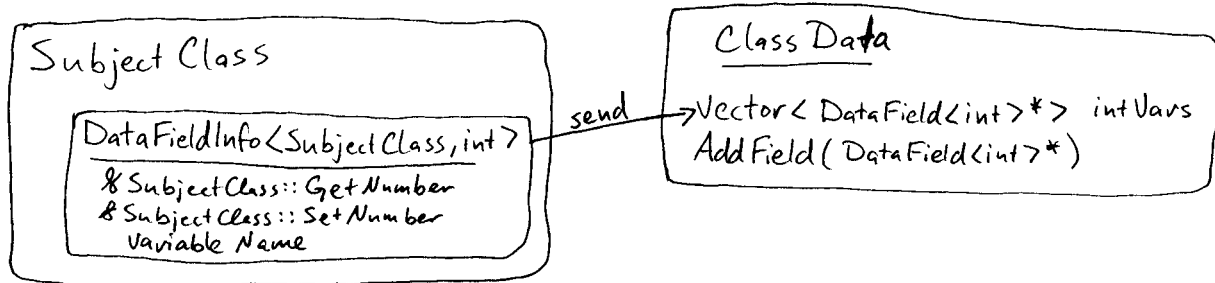 Subject Class
DataFieldInfo<SubjectClass, int>
&SubjectClass::GetNumber
&SubjectClass::SetNumber
Variable Name
send
Class Data
Vector<DataField<int>*> intVars
AddField(DataField<int>*)